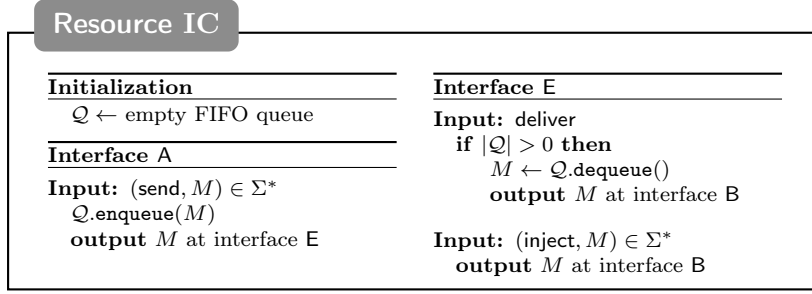 Resource IC
Initialization
𝒬 ← empty FIFO queue
Interface A
Input: (send, M) ∈ Σ*
𝒬.enqueue(M)
output M at interface E
Interface E
Input: deliver
if |𝒬| > 0 then
M ← 𝒬.dequeue()
output M at interface B
Input: (inject, M) ∈ Σ*
output M at interface B